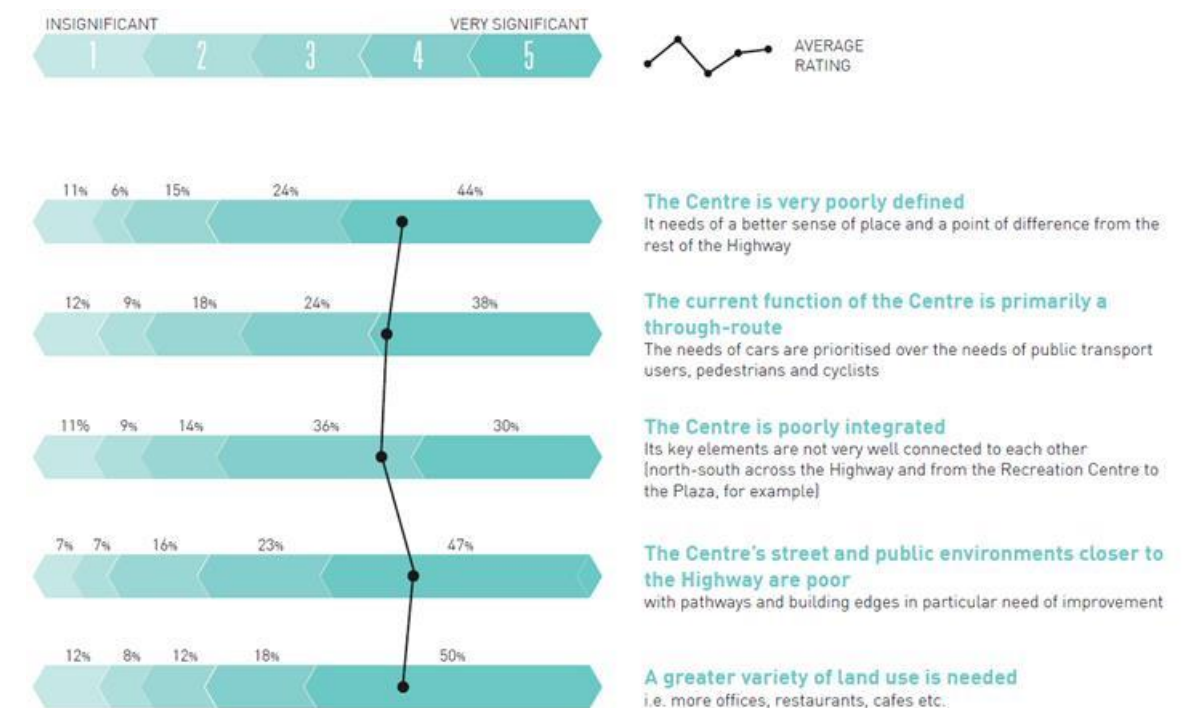 INSIGNIFICANT VERY SIGNIFICANT
1 2 3 4 5
AVERAGE
RATING
11% 6% 15% 24% 44%
The Centre is very poorly defined
It needs of a better sense of place and a point of difference from the
rest of the Highway
12% 9% 18% 24% 38%
The current function of the Centre is primarily a
through-route
The needs of cars are prioritised over the needs of public transport
users, pedestrians and cyclists
11% 9% 14% 36% 30%
The Centre is poorly integrated
Its key elements are not very well connected to each other
(north-south across the Highway and from the Recreation Centre to
the Plaza, for example)
7% 7% 16% 23% 47%
The Centre's street and public environments closer to
the Highway are poor
with pathways and building edges in particular need of improvement
12% 8% 12% 18% 50%
A greater variety of land use is needed
i.e. more offices, restaurants, cafes etc.